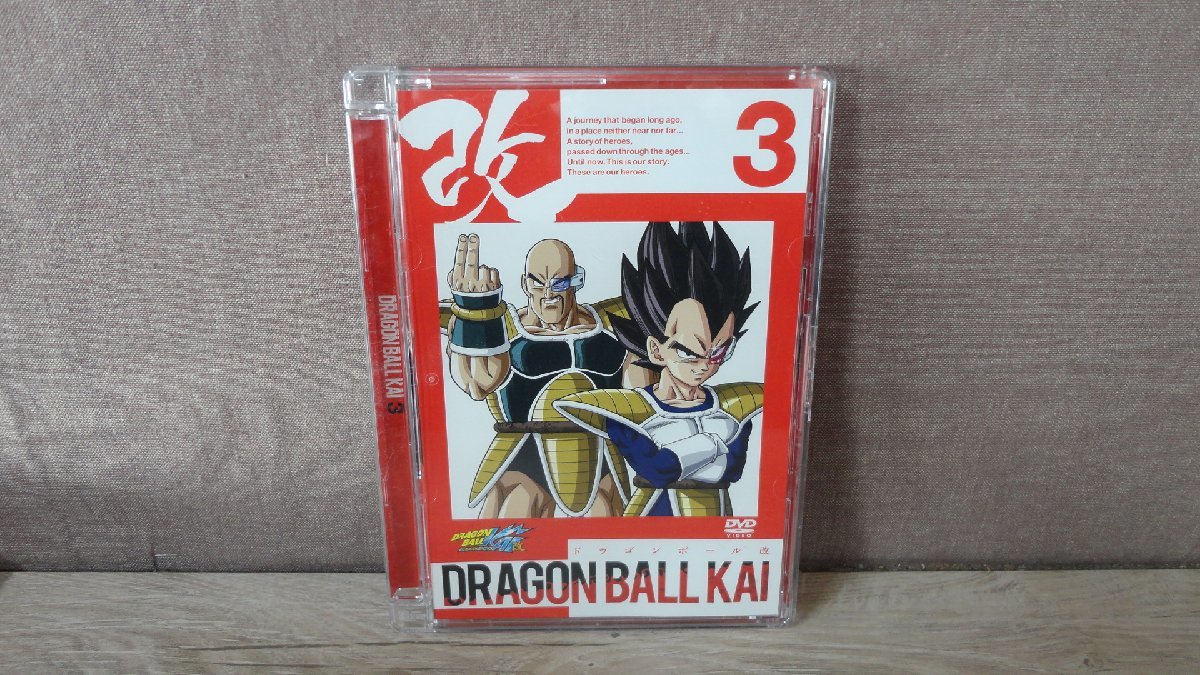 改
A journey that began long ago,
in a place neither near nor far...
A story of heroes,
passed down through the ages...
Until now. This is our story.
These are our heroes.
3
DRAGON BALL KAI 3
DRAGON
BALL
DVD
VIDEO
ドラゴンボール改
DRAGON BALL KAI